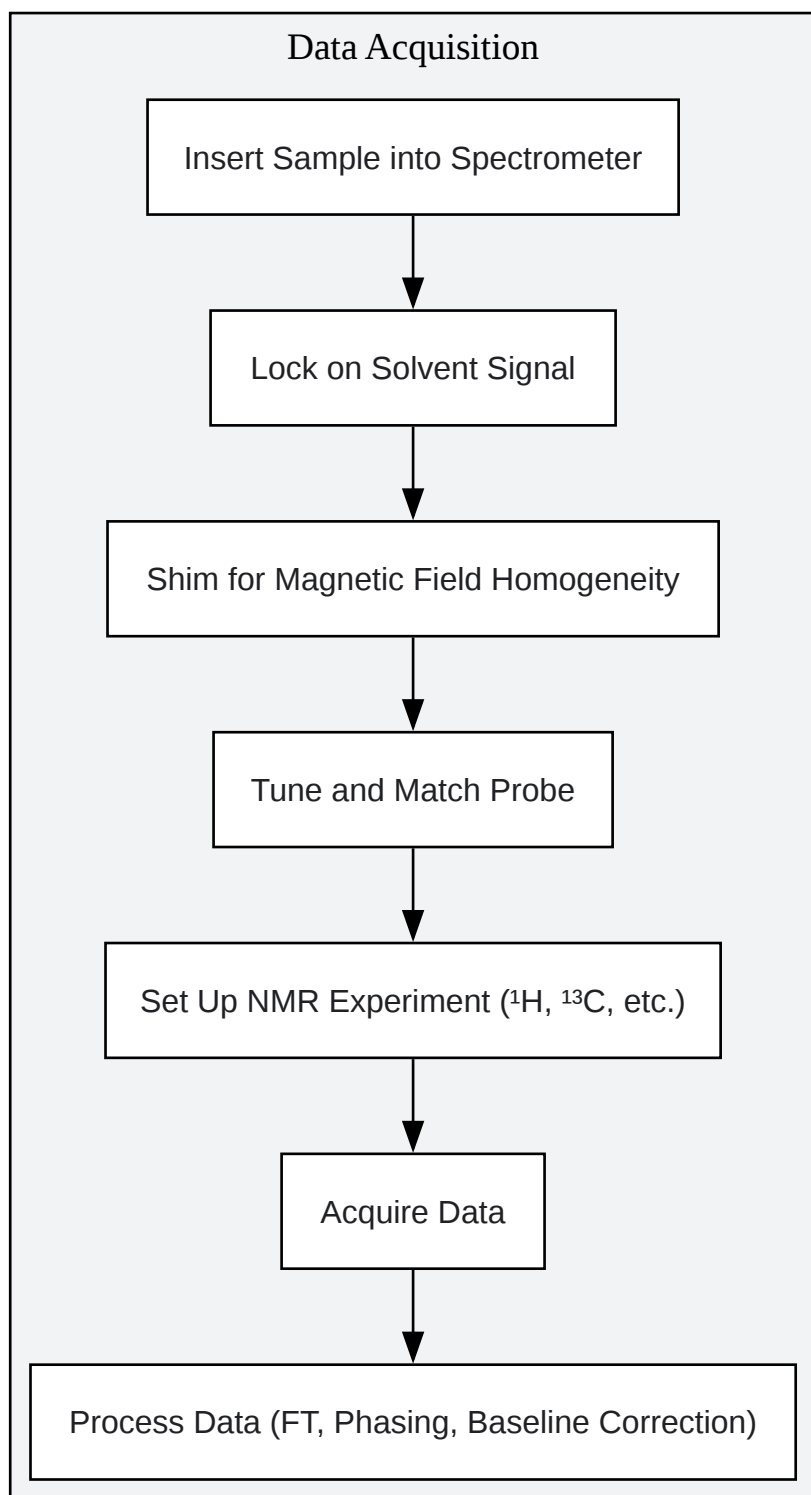 Data Acquisition
Insert Sample into Spectrometer
Lock on Solvent Signal
Shim for Magnetic Field Homogeneity
Tune and Match Probe
Set Up NMR Experiment (¹H, ¹³C, etc.)
Acquire Data
Process Data (FT, Phasing, Baseline Correction)